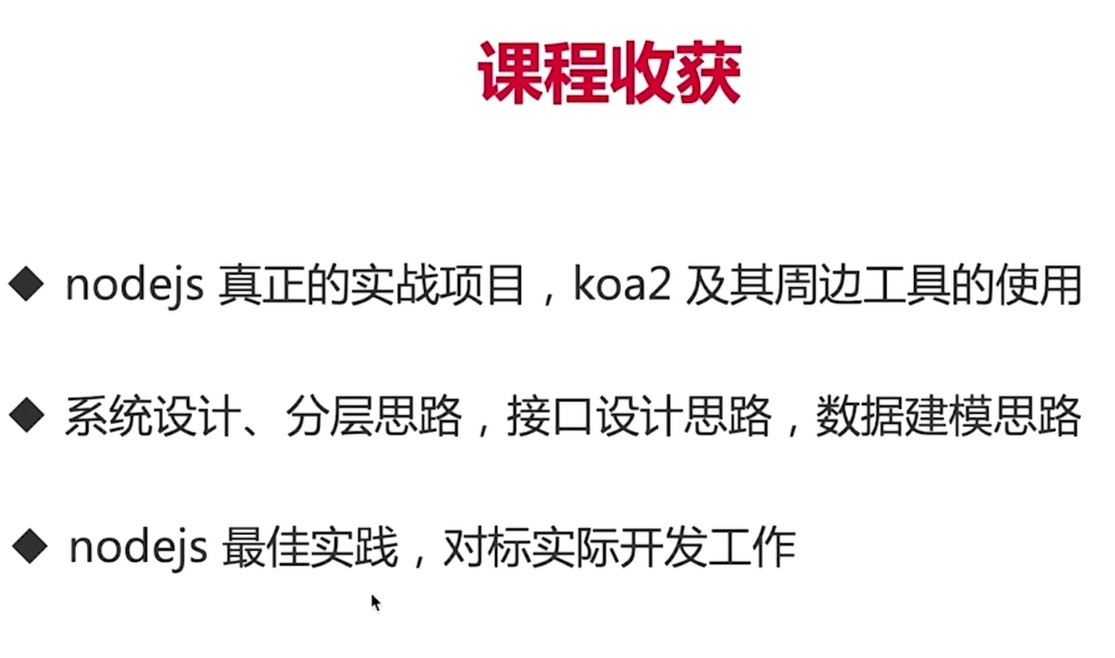 课程收获
◆ nodejs 真正的实战项目，koa2 及其周边工具的使用
◆ 系统设计、分层思路，接口设计思路，数据建模思路
◆ nodejs 最佳实践，对标实际开发工作